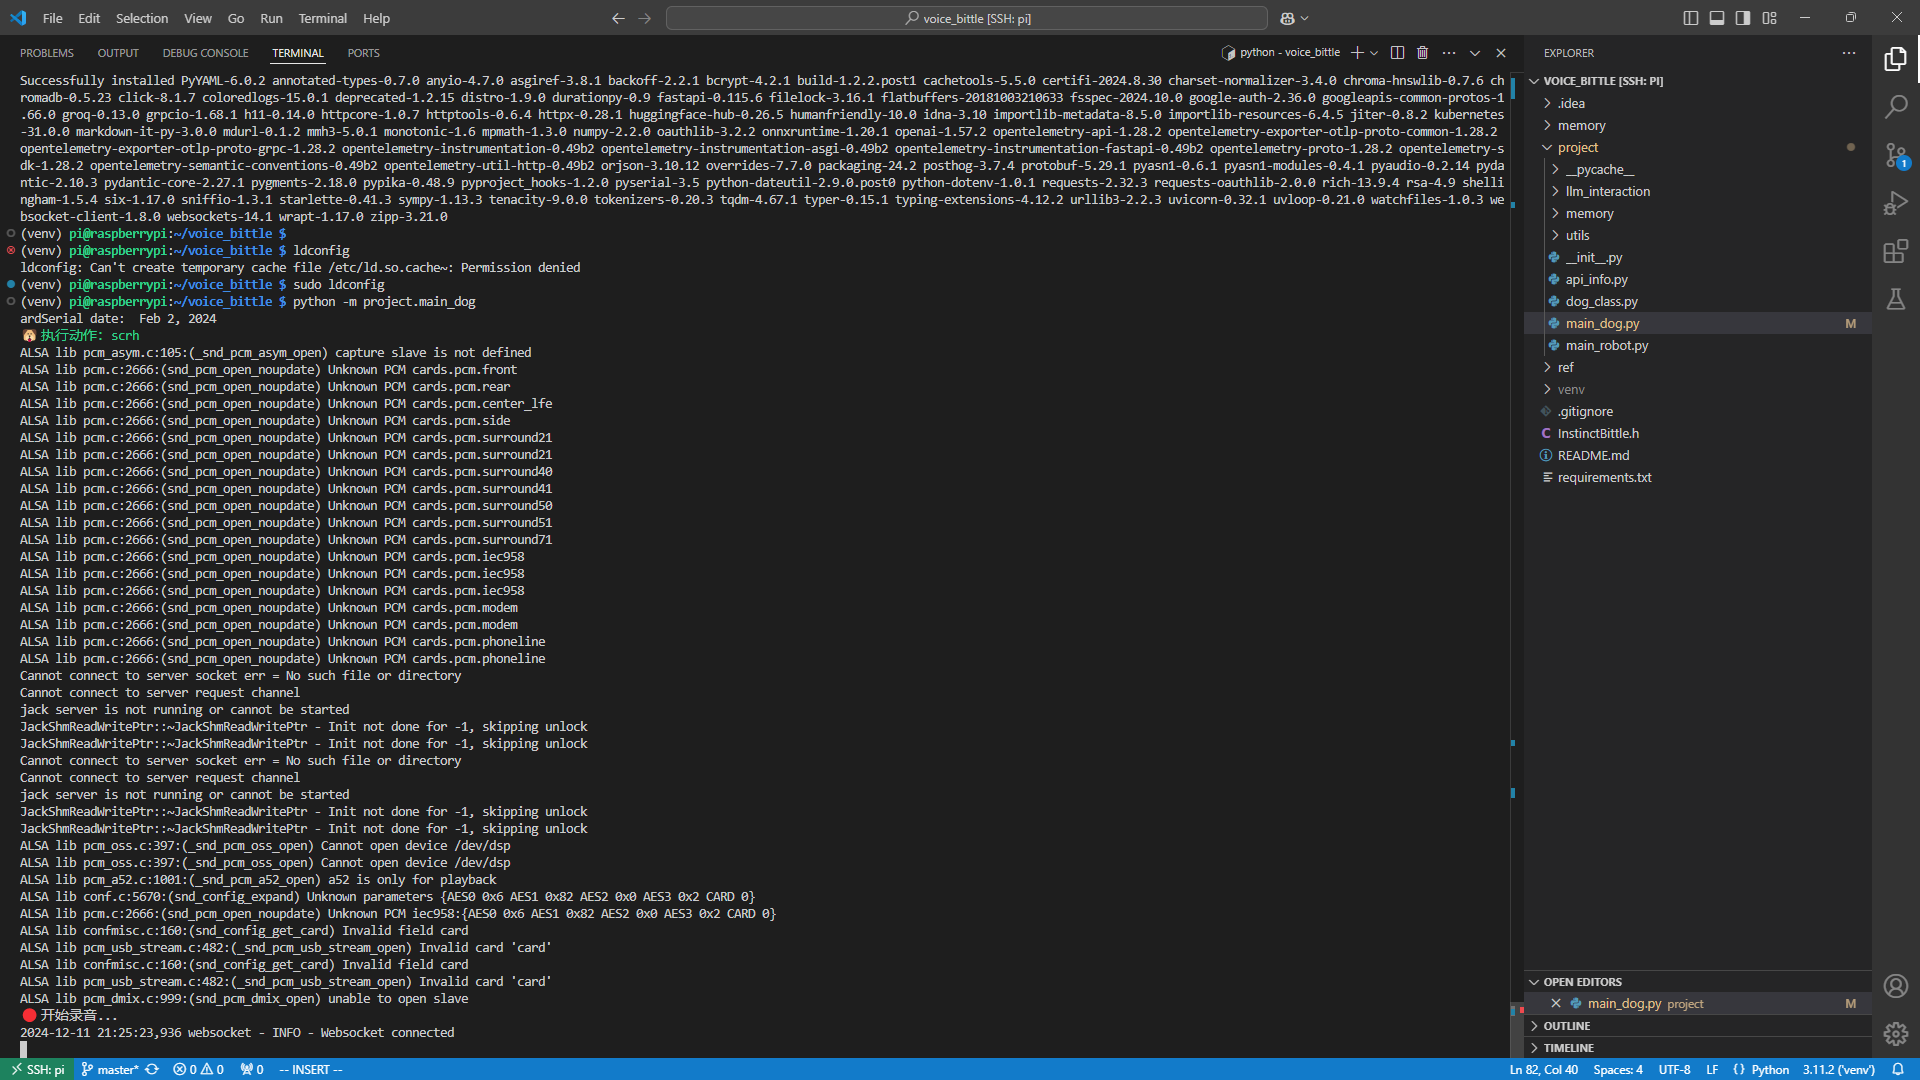 File Edit Selection View Go Run Terminal Help
voice_bittle [SSH: pi]
PROBLEMS OUTPUT DEBUG CONSOLE TERMINAL PORTS
python - voice_bittle
Successfully installed PyYAML-6.0.2 annotated-types-0.7.0 anyio-4.7.0 asgiref-3.8.1 backoff-2.2.1 bcrypt-4.2.1 build-1.2.2.post1 cachetools-5.5.0 certifi-2024.8.30 charset-normalizer-3.4.0 chroma-hnswlib-0.7.6 ch
romadb-0.5.23 click-8.1.7 coloredlogs-15.0.1 deprecated-1.2.15 distro-1.9.0 durationpy-0.9 fastapi-0.115.6 filelock-3.16.1 flatbuffers-20181003210633 fsspec-2024.10.0 google-auth-2.36.0 googleapis-common-protos-1
.66.0 groq-0.13.0 grpcio-1.68.1 h11-0.14.0 httpcore-1.0.7 httptools-0.6.4 httpx-0.28.1 huggingface-hub-0.26.5 humanfriendly-10.0 idna-3.10 importlib-metadata-8.5.0 importlib-resources-6.4.5 jiter-0.8.2 kubernetes
-31.0.0 markdown-it-py-3.0.0 mdurl-0.1.2 mmh3-5.0.1 monotonic-1.6 mpmath-1.3.0 numpy-2.2.0 oauthlib-3.2.2 onnxruntime-1.20.1 openai-1.57.2 opentelemetry-api-1.28.2 opentelemetry-exporter-otlp-proto-common-1.28.2
opentelemetry-exporter-otlp-proto-grpc-1.28.2 opentelemetry-instrumentation-0.49b2 opentelemetry-instrumentation-asgi-0.49b2 opentelemetry-instrumentation-fastapi-0.49b2 opentelemetry-proto-1.28.2 opentelemetry-s
dk-1.28.2 opentelemetry-semantic-conventions-0.49b2 opentelemetry-util-http-0.49b2 orjson-3.10.12 overrides-7.7.0 packaging-24.2 posthog-3.7.4 protobuf-5.29.1 pyasn1-0.6.1 pyasn1-modules-0.4.1 pyaudio-0.2.14 pyda
ntic-2.10.3 pydantic-core-2.27.1 pygments-2.18.0 pypika-0.48.9 pyproject_hooks-1.2.0 pyserial-3.5 python-dateutil-2.9.0.post0 python-dotenv-1.0.1 requests-2.32.3 requests-oauthlib-2.0.0 rich-13.9.4 rsa-4.9 shelli
ngham-1.5.4 six-1.17.0 sniffio-1.3.1 starlette-0.41.3 sympy-1.13.3 tenacity-9.0.0 tokenizers-0.20.3 tqdm-4.67.1 typer-0.15.1 typing-extensions-4.12.2 urllib3-2.2.3 uvicorn-0.32.1 uvloop-0.21.0 watchfiles-1.0.3 we
bsocket-client-1.8.0 websockets-14.1 wrapt-1.17.0 zipp-3.21.0
(venv) pi@raspberrypi:~/voice_bittle $
(venv) pi@raspberrypi:~/voice_bittle $ ldconfig
ldconfig: Can't create temporary cache file /etc/ld.so.cache~: Permission denied
(venv) pi@raspberrypi:~/voice_bittle $ sudo ldconfig
(venv) pi@raspberrypi:~/voice_bittle $ python -m project.main_dog
ardSerial date:  Feb 2, 2024
🐶 执行动作: scrh
ALSA lib pcm_asym.c:105:(_snd_pcm_asym_open) capture slave is not defined
ALSA lib pcm.c:2666:(snd_pcm_open_noupdate) Unknown PCM cards.pcm.front
ALSA lib pcm.c:2666:(snd_pcm_open_noupdate) Unknown PCM cards.pcm.rear
ALSA lib pcm.c:2666:(snd_pcm_open_noupdate) Unknown PCM cards.pcm.center_lfe
ALSA lib pcm.c:2666:(snd_pcm_open_noupdate) Unknown PCM cards.pcm.side
ALSA lib pcm.c:2666:(snd_pcm_open_noupdate) Unknown PCM cards.pcm.surround21
ALSA lib pcm.c:2666:(snd_pcm_open_noupdate) Unknown PCM cards.pcm.surround21
ALSA lib pcm.c:2666:(snd_pcm_open_noupdate) Unknown PCM cards.pcm.surround40
ALSA lib pcm.c:2666:(snd_pcm_open_noupdate) Unknown PCM cards.pcm.surround41
ALSA lib pcm.c:2666:(snd_pcm_open_noupdate) Unknown PCM cards.pcm.surround50
ALSA lib pcm.c:2666:(snd_pcm_open_noupdate) Unknown PCM cards.pcm.surround51
ALSA lib pcm.c:2666:(snd_pcm_open_noupdate) Unknown PCM cards.pcm.surround71
ALSA lib pcm.c:2666:(snd_pcm_open_noupdate) Unknown PCM cards.pcm.iec958
ALSA lib pcm.c:2666:(snd_pcm_open_noupdate) Unknown PCM cards.pcm.iec958
ALSA lib pcm.c:2666:(snd_pcm_open_noupdate) Unknown PCM cards.pcm.iec958
ALSA lib pcm.c:2666:(snd_pcm_open_noupdate) Unknown PCM cards.pcm.modem
ALSA lib pcm.c:2666:(snd_pcm_open_noupdate) Unknown PCM cards.pcm.modem
ALSA lib pcm.c:2666:(snd_pcm_open_noupdate) Unknown PCM cards.pcm.phoneline
ALSA lib pcm.c:2666:(snd_pcm_open_noupdate) Unknown PCM cards.pcm.phoneline
Cannot connect to server socket err = No such file or directory
Cannot connect to server request channel
jack server is not running or cannot be started
JackShmReadWritePtr::~JackShmReadWritePtr - Init not done for -1, skipping unlock
JackShmReadWritePtr::~JackShmReadWritePtr - Init not done for -1, skipping unlock
Cannot connect to server socket err = No such file or directory
Cannot connect to server request channel
jack server is not running or cannot be started
JackShmReadWritePtr::~JackShmReadWritePtr - Init not done for -1, skipping unlock
JackShmReadWritePtr::~JackShmReadWritePtr - Init not done for -1, skipping unlock
ALSA lib pcm_oss.c:397:(_snd_pcm_oss_open) Cannot open device /dev/dsp
ALSA lib pcm_oss.c:397:(_snd_pcm_oss_open) Cannot open device /dev/dsp
ALSA lib pcm_a52.c:1001:(_snd_pcm_a52_open) a52 is only for playback
ALSA lib conf.c:5670:(snd_config_expand) Unknown parameters {AES0 0x6 AES1 0x82 AES2 0x0 AES3 0x2 CARD 0}
ALSA lib pcm.c:2666:(snd_pcm_open_noupdate) Unknown PCM iec958:{AES0 0x6 AES1 0x82 AES2 0x0 AES3 0x2 CARD 0}
ALSA lib confmisc.c:160:(snd_config_get_card) Invalid field card
ALSA lib pcm_usb_stream.c:482:(_snd_pcm_usb_stream_open) Invalid card 'card'
ALSA lib confmisc.c:160:(snd_config_get_card) Invalid field card
ALSA lib pcm_usb_stream.c:482:(_snd_pcm_usb_stream_open) Invalid card 'card'
ALSA lib pcm_dmix.c:999:(snd_pcm_dmix_open) unable to open slave
🔴 开始录音...
2024-12-11 21:25:23,936 websocket - INFO - Websocket connected
EXPLORER
VOICE_BITTLE [SSH: PI]
.idea
memory
project
__pycache__
llm_interaction
memory
utils
__init__.py
api_info.py
dog_class.py
main_dog.py M
main_robot.py
ref
venv
.gitignore
InstinctBittle.h
README.md
requirements.txt
OPEN EDITORS
main_dog.py project M
OUTLINE
TIMELINE
1
SSH: pi master* 0 0 0 -- INSERT -- Ln 82, Col 40 Spaces: 4 UTF-8 LF { } Python 3.11.2 ('venv')